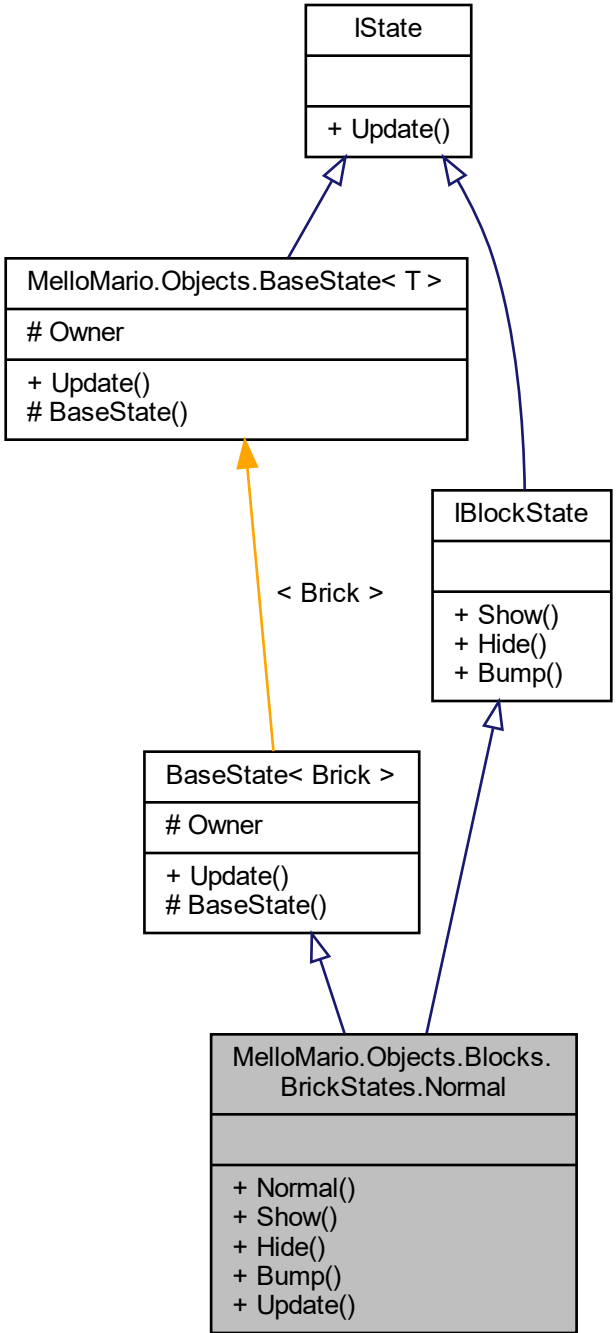 IState
+ Update()
MelloMario.Objects.BaseState< T >
# Owner
+ Update()
# BaseState()
IBlockState
+ Show()
+ Hide()
+ Bump()
< Brick >
BaseState< Brick >
# Owner
+ Update()
# BaseState()
MelloMario.Objects.Blocks.
BrickStates.Normal
+ Normal()
+ Show()
+ Hide()
+ Bump()
+ Update()